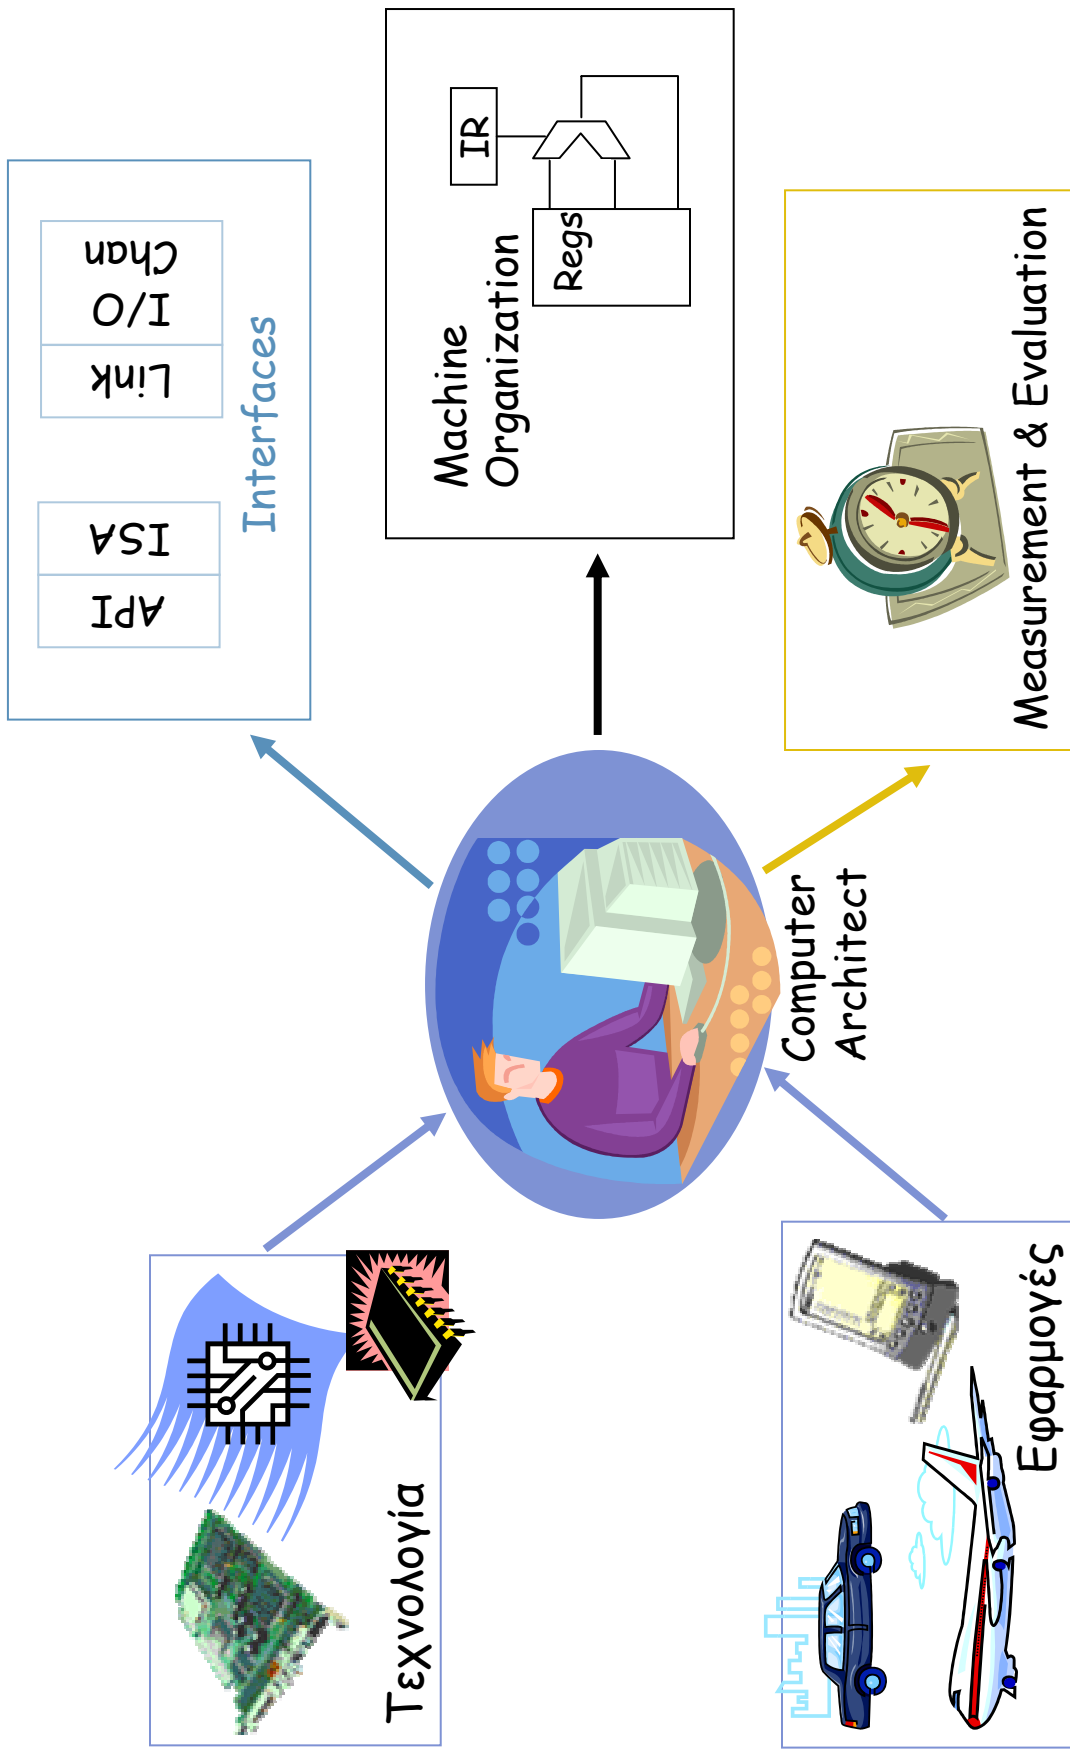 Τεχνολογία
Εφαρμογές
Computer
Architect
Interfaces
API
ISA
Link
I/O
Chan
Machine
Organization
IR
Regs
Measurement & Evaluation